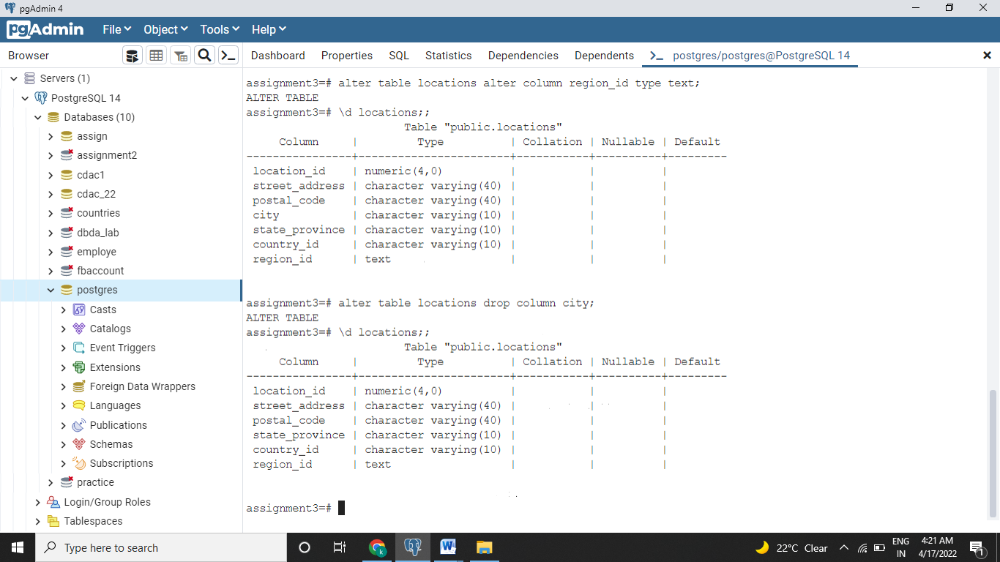 pgAdmin 4
pgAdmin File Object Tools Help
Browser
Dashboard Properties SQL Statistics Dependencies Dependents postgres/postgres@PostgreSQL 14
Servers (1)
PostgreSQL 14
Databases (10)
assign
assignment2
cdac1
cdac_22
countries
dbda_lab
employe
fbaccount
postgres
Casts
Catalogs
Event Triggers
Extensions
Foreign Data Wrappers
Languages
Publications
Schemas
Subscriptions
practice
Login/Group Roles
Tablespaces
assignment3=# alter table locations alter column region_id type text;
ALTER TABLE
assignment3=# \d locations;;
Table "public.locations"
Column | Type | Collation | Nullable | Default
----------------+-----------------------+-----------+----------+---------
location_id | numeric(4,0) | | |
street_address | character varying(40) | | |
postal_code | character varying(40) | | |
city | character varying(10) | | |
state_province | character varying(10) | | |
country_id | character varying(10) | | |
region_id | text | | |
assignment3=# alter table locations drop column city;
ALTER TABLE
assignment3=# \d locations;;
Table "public.locations"
Column | Type | Collation | Nullable | Default
----------------+-----------------------+-----------+----------+---------
location_id | numeric(4,0) | | |
street_address | character varying(40) | | |
postal_code | character varying(40) | | |
state_province | character varying(10) | | |
country_id | character varying(10) | | |
region_id | text | | |
assignment3=#
Type here to search
k
W
22°C Clear
ENG
IN
4:21 AM
4/17/2022
1